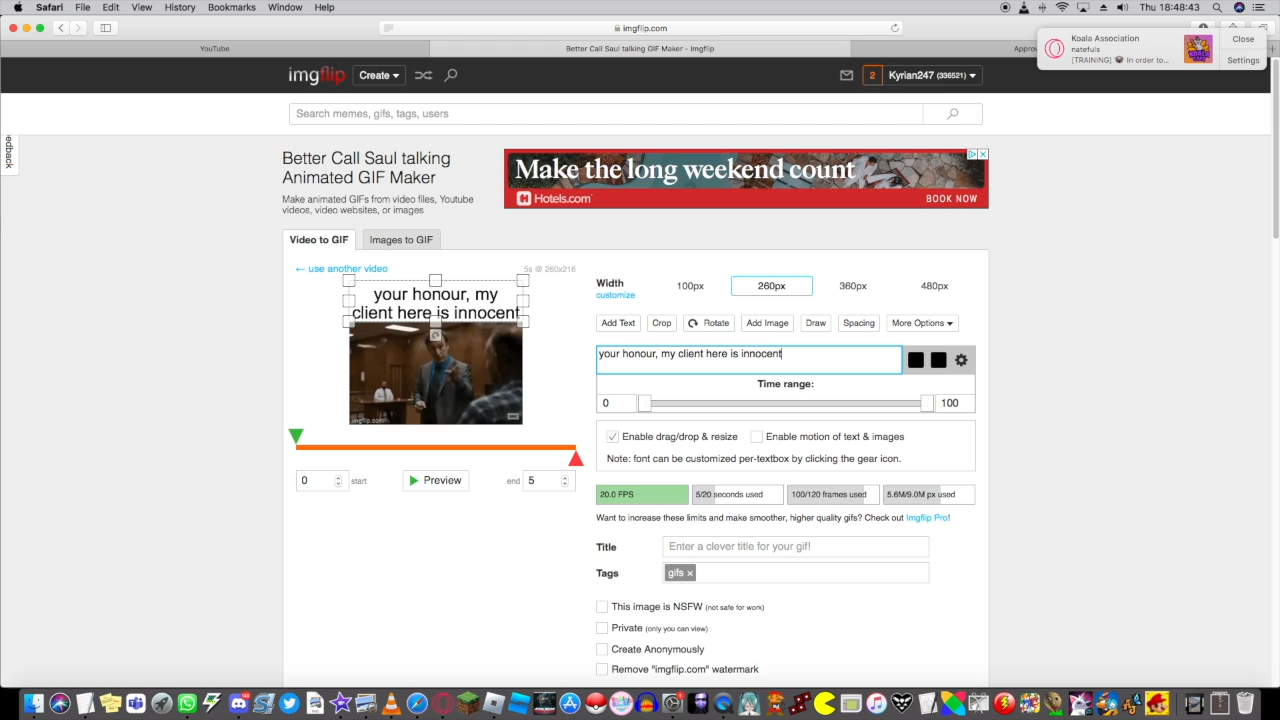 Safari File Edit View History Bookmarks Window Help
Thu 18:48:43
imgflip.com
YouTube
Better Call Saul talking GIF Maker - Imgflip
Koala Association
natefuls
[TRAINING] In order to...
Close
Settings
imgflip
Create
2 Kyrian247 (336521)
Search memes, gifs, tags, users
edback
Better Call Saul talking
Animated GIF Maker
Make animated GIFs from video files, Youtube
videos, video websites, or images
Make the long weekend count
Hotels.com
BOOK NOW
Video to GIF
Images to GIF
← use another video
5s @ 260x216
your honour, my
client here is innocent
imgflip.com
0 start
Preview
end 5
Width
customize
100px
260px
360px
480px
Add Text
Crop
Rotate
Add Image
Draw
Spacing
More Options
your honour, my client here is innocent
Time range:
0
100
Enable drag/drop & resize
Enable motion of text & images
Note: font can be customized per-textbox by clicking the gear icon.
20.0 FPS
5/20 seconds used
100/120 frames used
5.6M/9.0M px used
Want to increase these limits and make smoother, higher quality gifs? Check out Imgflip Pro!
Title
Enter a clever title for your gif!
Tags
gifs ×
This image is NSFW (not safe for work)
Private (only you can view)
Create Anonymously
Remove "imgflip.com" watermark